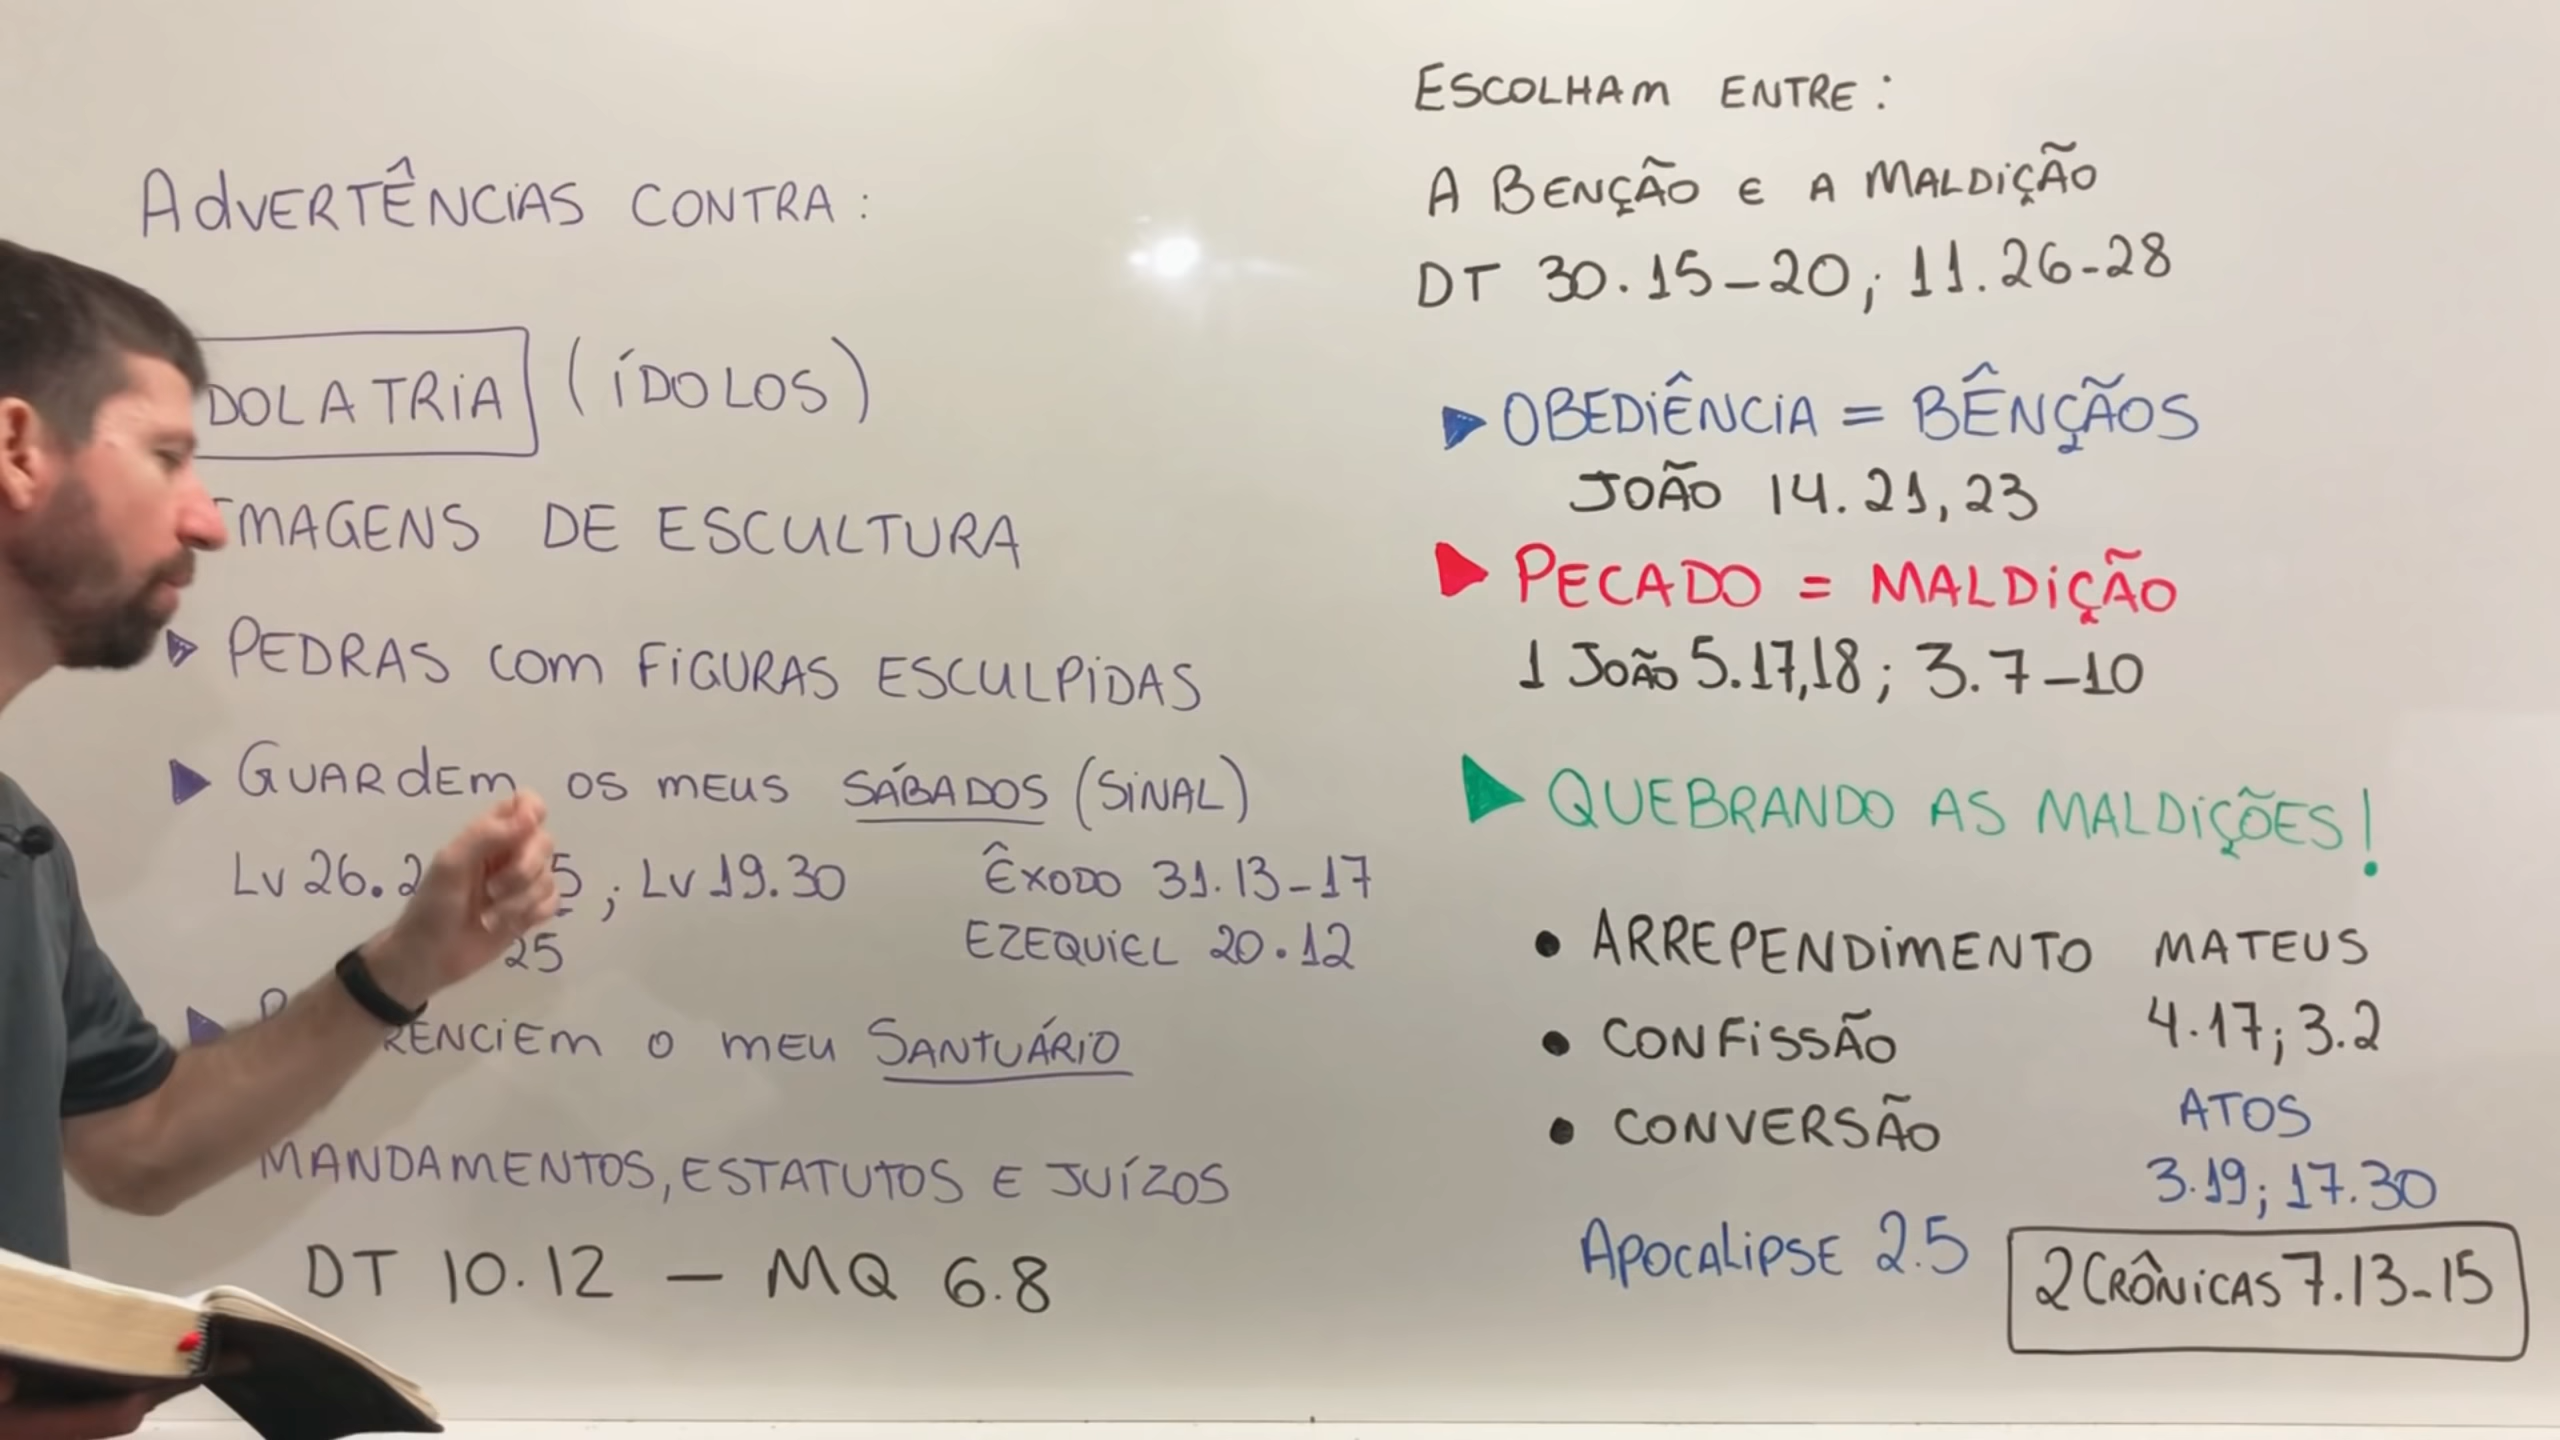 ADVERTÊNCIAS CONTRA:
DOLATRIA (ÍDOLOS)
IMAGENS DE ESCULTURA
PEDRAS COM FIGURAS ESCULPIDAS
GUARDEM OS MEUS SÁBADOS (SINAL)
Lv 26.2 5; Lv 19.30 ÊXODO 31.13-17
25 EZEQUIEL 20.12
O MEU SANTUÁRIO
MANDAMENTOS, ESTATUTOS E JUÍZOS
DT 10.12 - MQ 6.8
ESCOLHAM ENTRE:
A BENÇÃO E A MALDIÇÃO
DT 30.15-20; 11.26-28
OBEDIÊNCIA = BÊNÇÃOS
JOÃO 14.21,23
PECADO = MALDIÇÃO
1 JOÃO 5.17,18; 3.7-10
QUEBRANDO AS MALDIÇÕES!
• ARREPENDIMENTO MATEUS
• CONFISSÃO 4.17; 3.2
• CONVERSÃO ATOS
3.19; 17.30
APOCALIPSE 2.5 2 CRÔNICAS 7.13-15